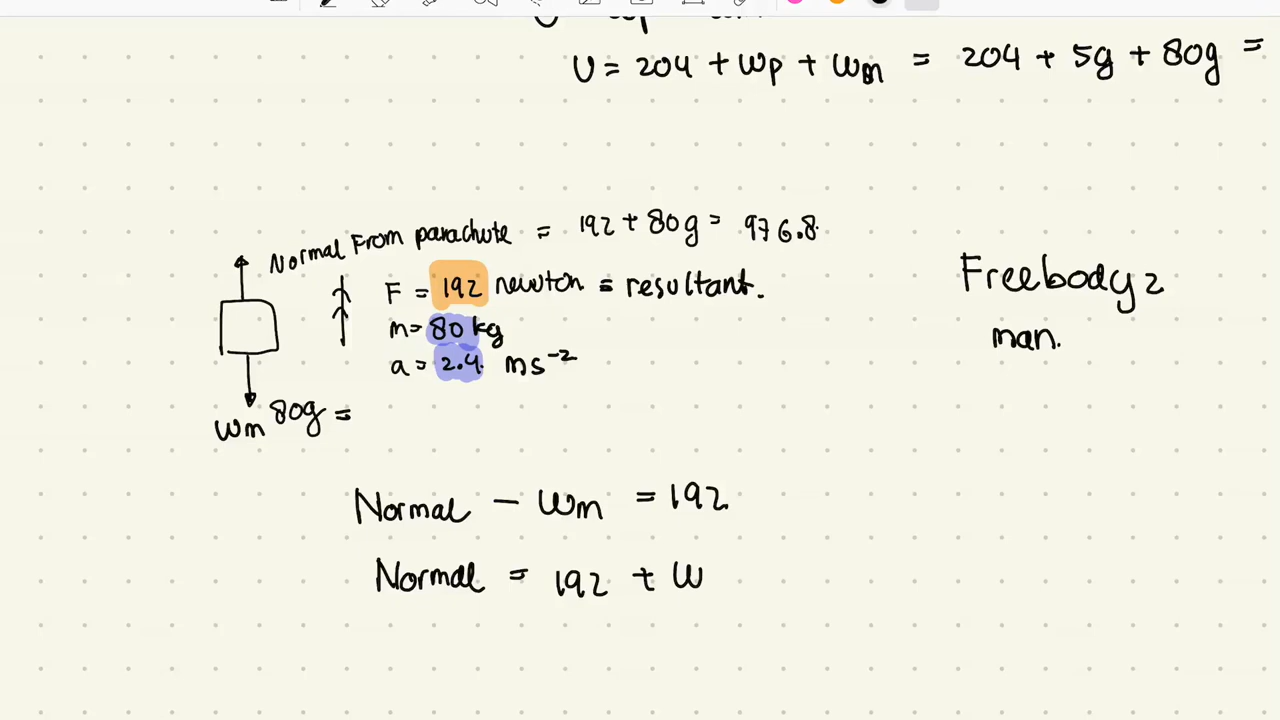 U = 204 + Wp + Wm = 204 + 5g + 80g =
Normal From parachute = 192 + 80g = 976.8
F = 192 newton = resultant.
m= 80 kg
a = 2.4 ms⁻²
Wm 80g =
Freebody 2
man.
Normal - Wm = 192
Normal = 192 + W